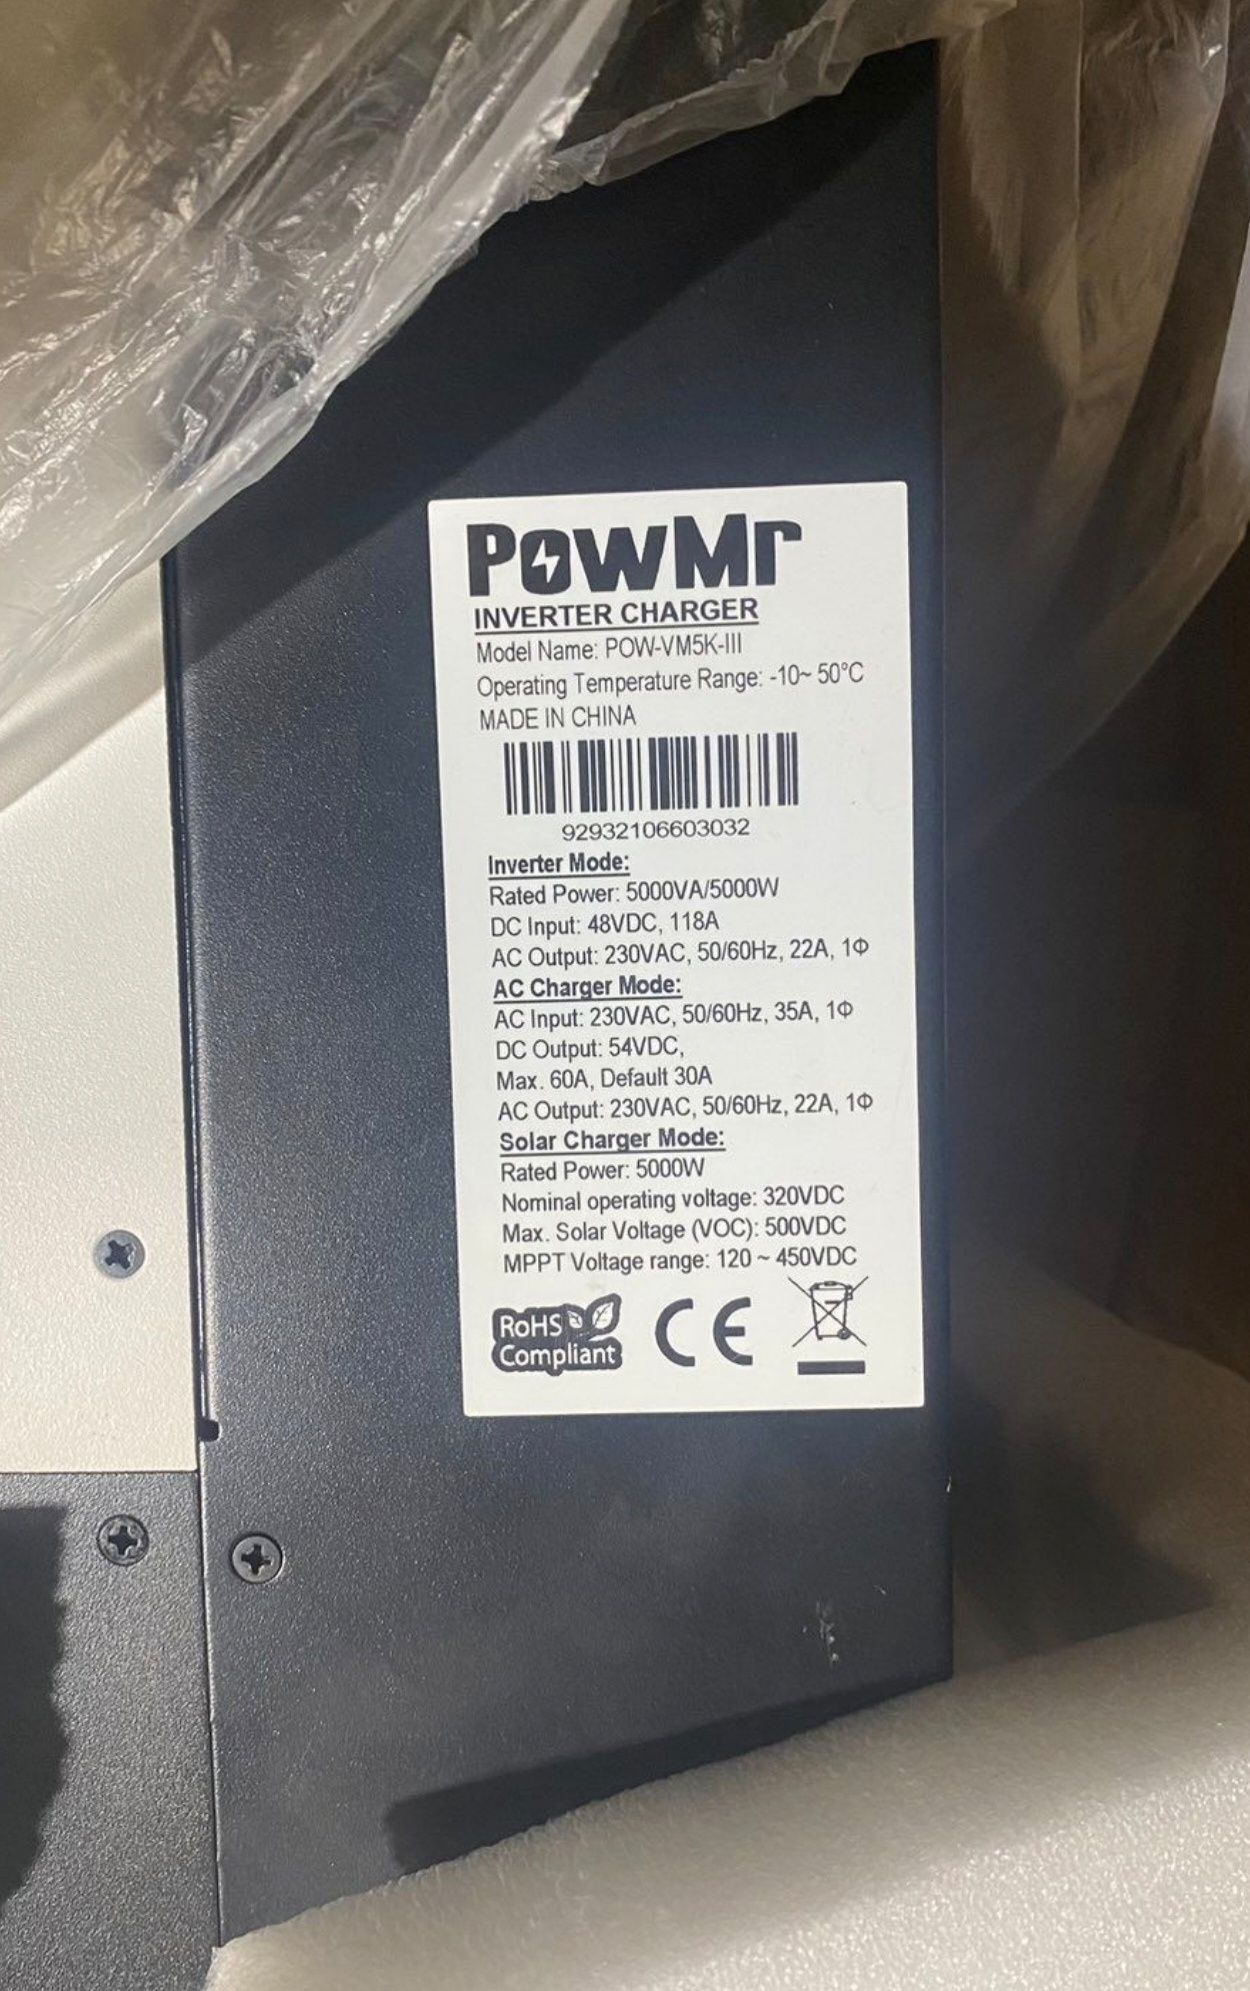 PowMr
INVERTER CHARGER
Model Name: POW-VM5K-III
Operating Temperature Range: -10~ 50°C
MADE IN CHINA
92932106603032
Inverter Mode:
Rated Power: 5000VA/5000W
DC Input: 48VDC, 118A
AC Output: 230VAC, 50/60Hz, 22A, 1Φ
AC Charger Mode:
AC Input: 230VAC, 50/60Hz, 35A, 1Φ
DC Output: 54VDC,
Max. 60A, Default 30A
AC Output: 230VAC, 50/60Hz, 22A, 1Φ
Solar Charger Mode:
Rated Power: 5000W
Nominal operating voltage: 320VDC
Max. Solar Voltage (VOC): 500VDC
MPPT Voltage range: 120 ~ 450VDC
RoHS
Compliant
CE